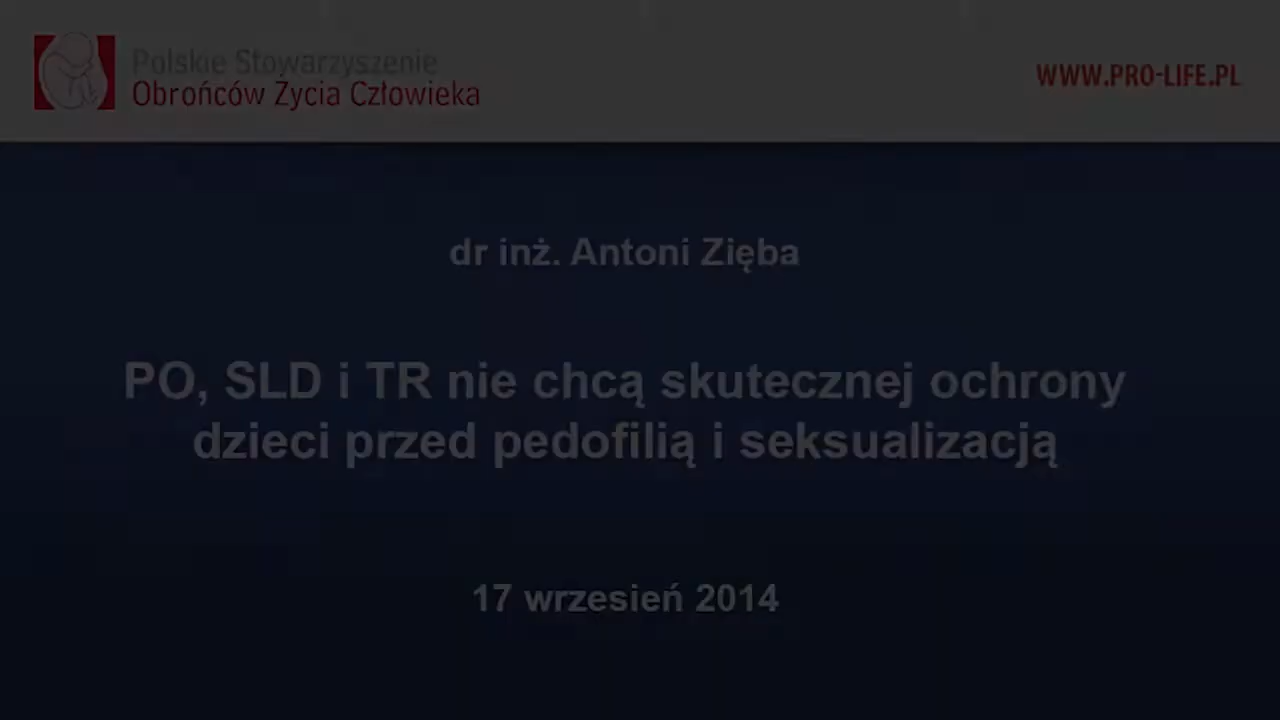 Polskie Stowarzyszenie
Obrońców Życia Człowieka
WWW.PRO-LIFE.PL
dr inż. Antoni Zięba
PO, SLD i TR nie chcą skutecznej ochrony
dzieci przed pedofilią i seksualizacją
17 wrzesień 2014